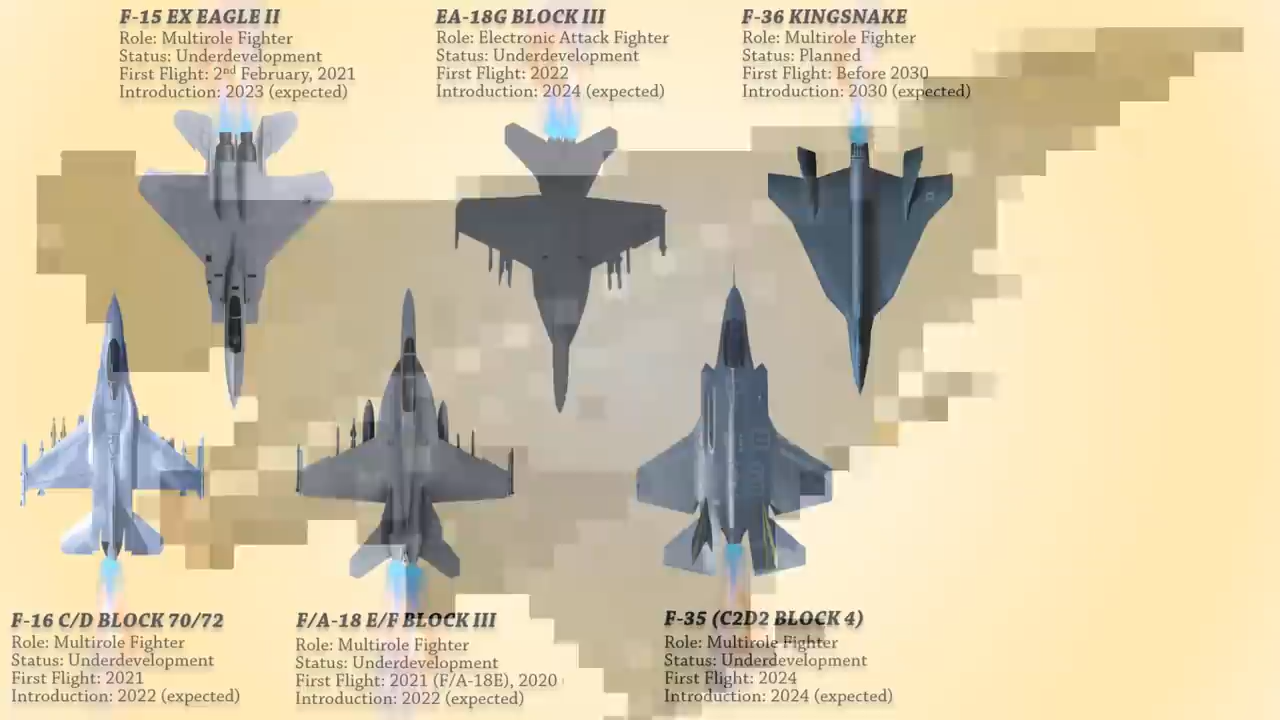 F-15 EX EAGLE II
Role: Multirole Fighter
Status: Underdevelopment
First Flight: 2nd February, 2021
Introduction: 2023 (expected)
EA-18G BLOCK III
Role: Electronic Attack Fighter
Status: Underdevelopment
First Flight: 2022
Introduction: 2024 (expected)
F-36 KINGSNAKE
Role: Multirole Fighter
Status: Planned
First Flight: Before 2030
Introduction: 2030 (expected)
F-16 C/D BLOCK 70/72
Role: Multirole Fighter
Status: Underdevelopment
First Flight: 2021
Introduction: 2022 (expected)
F/A-18 E/F BLOCK III
Role: Multirole Fighter
Status: Underdevelopment
First Flight: 2021 (F/A-18E), 2020
Introduction: 2022 (expected)
F-35 (C2D2 BLOCK 4)
Role: Multirole Fighter
Status: Underdevelopment
First Flight: 2024
Introduction: 2024 (expected)